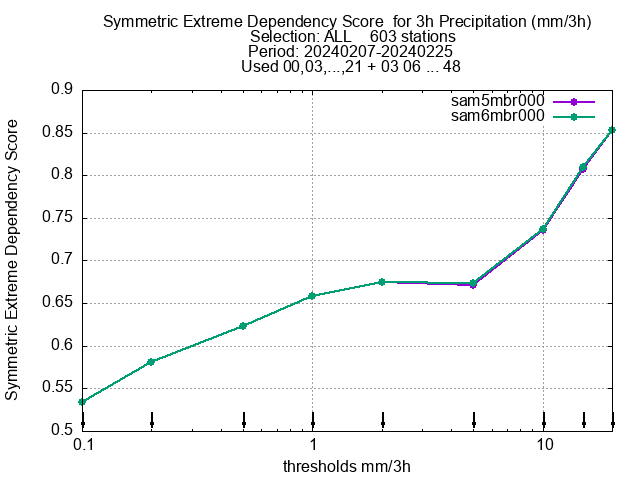 Symmetric Extreme Dependency Score  for 3h Precipitation (mm/3h)
Selection: ALL    603 stations
Period: 20240207-20240225
Used 00,03,...,21 + 03 06 ... 48
sam5mbr000
sam6mbr000
0.9
0.85
0.8
0.75
0.7
0.65
0.6
0.55
0.5
Symmetric Extreme Dependency Score
0.1
1
10
thresholds mm/3h